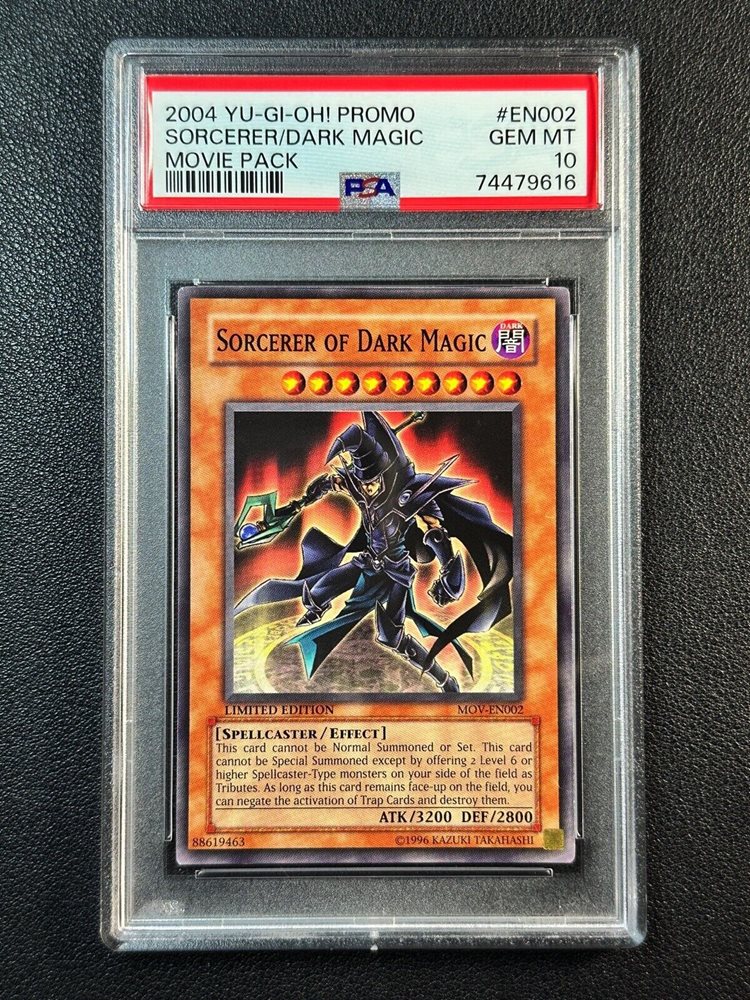 2004 YU-GI-OH! PROMO #EN002
SORCERER/DARK MAGIC GEM MT
MOVIE PACK 10
PSA 74479616
SORCERER OF DARK MAGIC
DARK
闇
LIMITED EDITION MOV-EN002
[SPELLCASTER/EFFECT]
This card cannot be Normal Summoned or Set. This card
cannot be Special Summoned except by offering 2 Level 6 or
higher Spellcaster-Type monsters on your side of the field as
Tributes. As long as this card remains face-up on the field, you
can negate the activation of Trap Cards and destroy them.
ATK/3200 DEF/2800
88619463 ©1996 KAZUKI TAKAHASHI